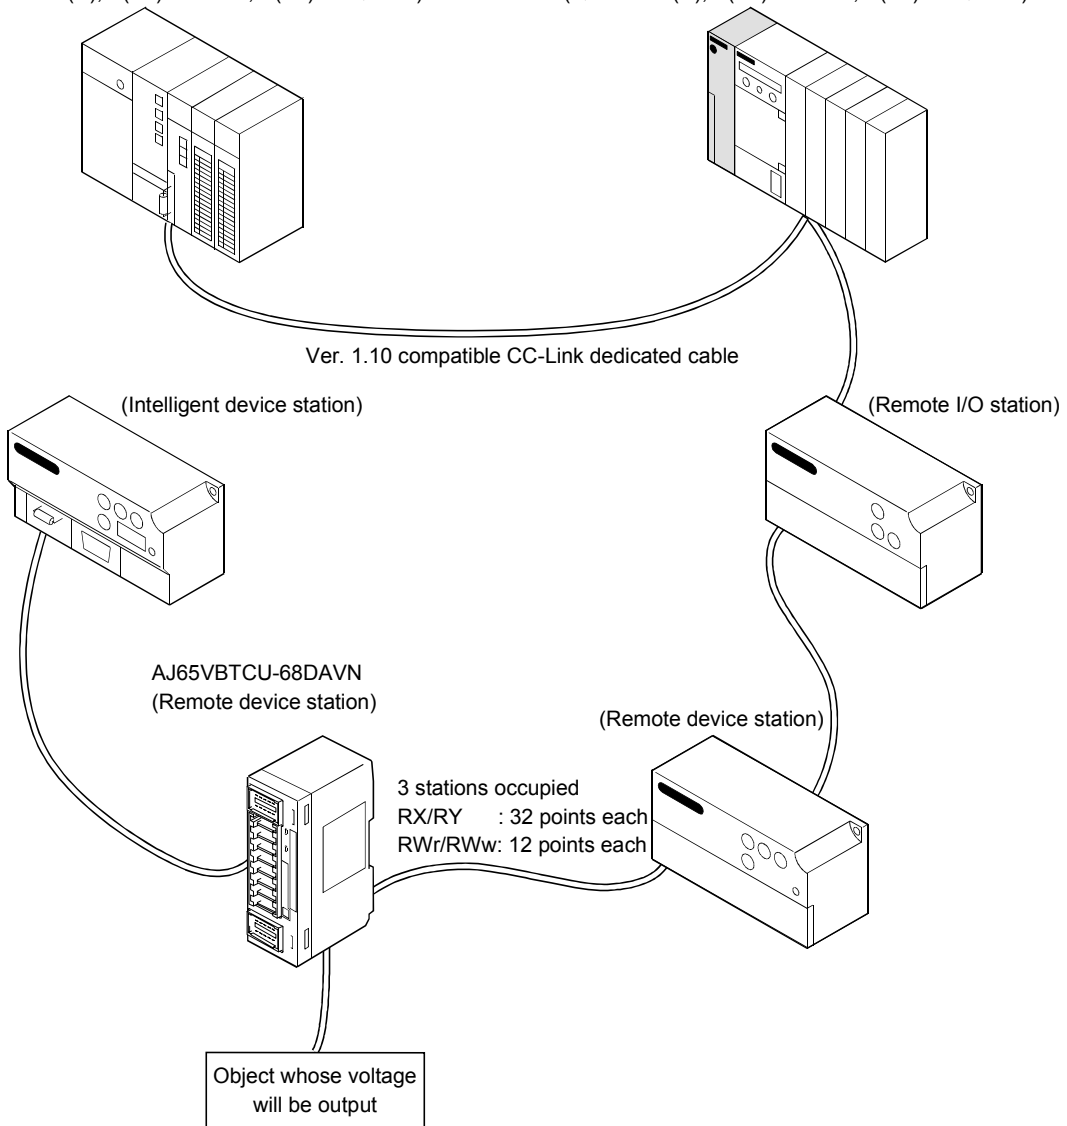 Ver. 1.10 compatible CC-Link dedicated cable
(Intelligent device station)
(Remote I/O station)
AJ65VBTCU-68DAVN
(Remote device station)
(Remote device station)
3 stations occupied
RX/RY : 32 points each
RWr/RWw: 12 points each
Object whose voltage
will be output